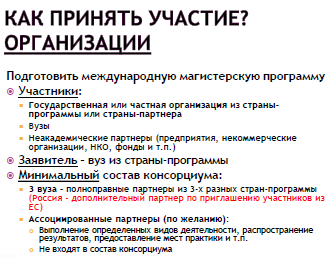 КАК ПРИНЯТЬ УЧАСТИЕ?
ОРГАНИЗАЦИИ
Подготовить международную магистерскую программу
Участники:
Государственная или частная организация из страны-
программы или страны-партнера
Вузы
Неакадемические партнеры (предприятия, некоммерческие
организации, НКО, фонды и т.п.)
Заявитель – вуз из страны-программы
Минимальный состав консорциума:
3 вуза – полноправные партнеры из 3-х разных стран-программы
(Россия - дополнительный партнер по приглашению участников из
ЕС)
Ассоциированные партнеры (по желанию):
Выполнение определенных видов деятельности, распространение
результатов, предоставление мест практики и т.п.
Не входят в состав консорциума